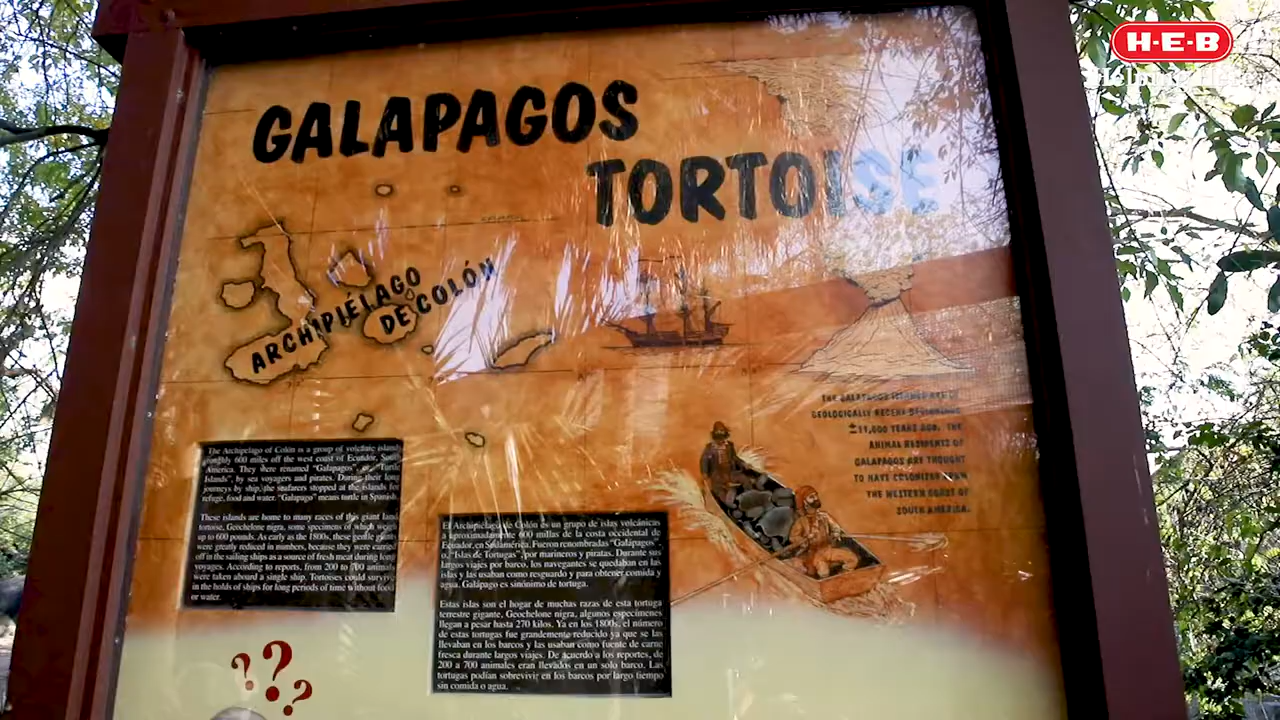 H-E-B
GALAPAGOS
TORTOISE
ARCHIPIÉLAGO
DE COLÓN
THE GALAPAGOS ISLANDS ARE OF
GEOLOGICALLY RECENT BEGINNINGS
±11,000 YEARS AGO. THE
ANIMAL RESIDENTS OF
GALAPAGOS ARE THOUGHT
TO HAVE COLONIZED FROM
THE WESTERN COAST OF
SOUTH AMERICA.
The Archipelago of Colón is a group of volcanic islands
roughly 600 miles off the west coast of Ecuador, South
America. They were renamed "Galapagos", or "Turtle
Islands", by sea voyagers and pirates. During their long
journeys by ship, the seafarers stopped at the islands for
refuge, food and water. "Galapago" means turtle in Spanish.
These islands are home to many races of this giant land
tortoise, Geochelone nigra, some specimens of which weigh
up to 600 pounds. As early as the 1800s, these gentle giants
were greatly reduced in numbers, because they were carried
off in the sailing ships as a source of fresh meat during long
voyages. According to reports, from 200 to 700 animals
were taken aboard a single ship. Tortoises could survive
in the holds of ships for long periods of time without food
or water.
El Archipiélago de Colón es un grupo de islas volcánicas
a aproximadamente 600 millas de la costa occidental de
Ecuador, en Sudamérica. Fueron renombradas "Galápagos",
o, "Islas de Tortugas", por marineros y piratas. Durante sus
largos viajes por barco, los navegantes se quedaban en las
islas y las usaban como resguardo y para obtener comida y
agua. Galápago es sinónimo de tortuga.
Estas islas son el hogar de muchas razas de esta tortuga
terrestre gigante, Geochelone nigra, algunos especímenes
llegan a pesar hasta 270 kilos. Ya en los 1800s, el número
de estas tortugas fue grandemente reducido ya que se las
llevaban en los barcos y las usaban como fuente de carne
fresca durante largos viajes. De acuerdo a los reportes, de
200 a 700 animales eran llevados en un solo barco. Las
tortugas podían sobrevivir en los barcos por largo tiempo
sin comida o agua.
???